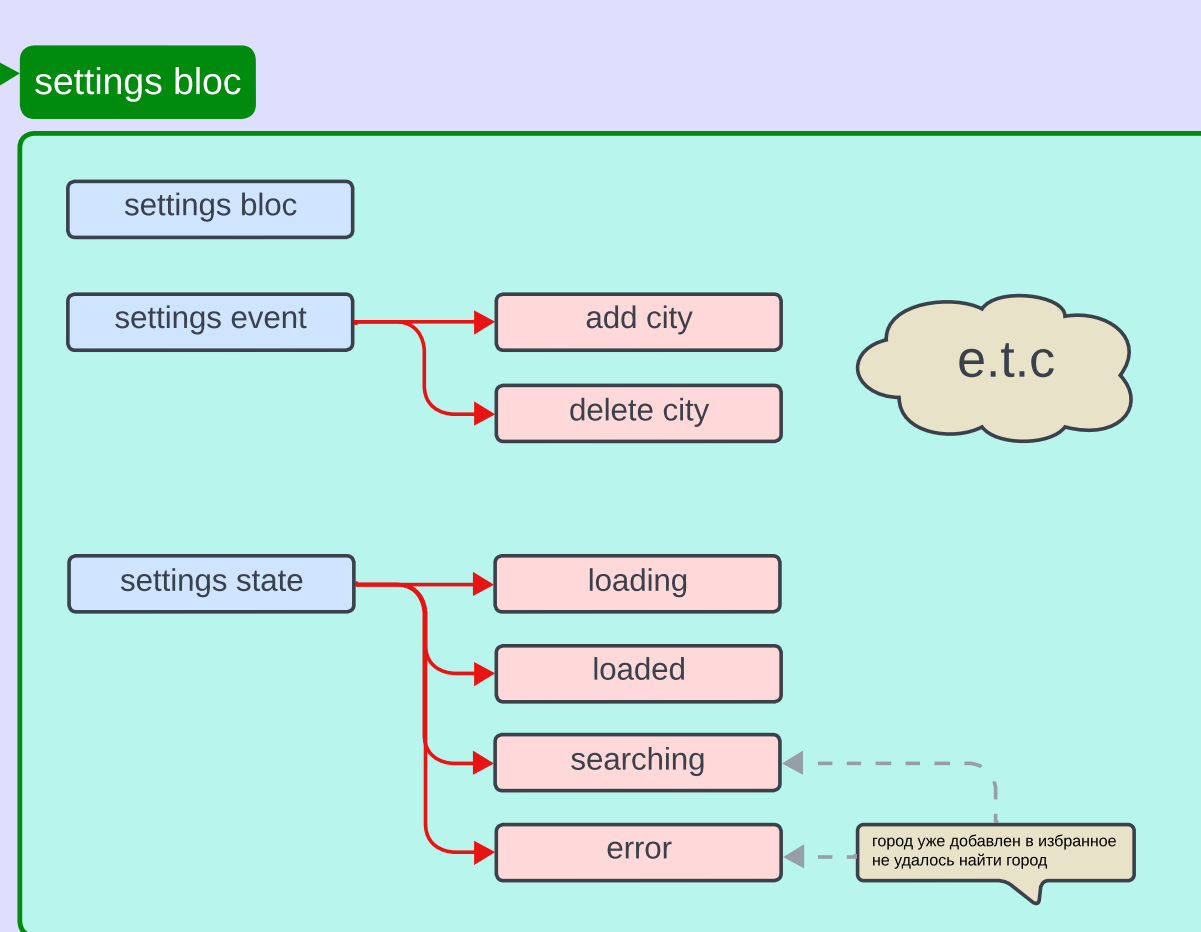 settings bloc
settings bloc
settings event
add city
delete city
e.t.c
settings state
loading
loaded
searching
error
город уже добавлен в избранное
не удалось найти город